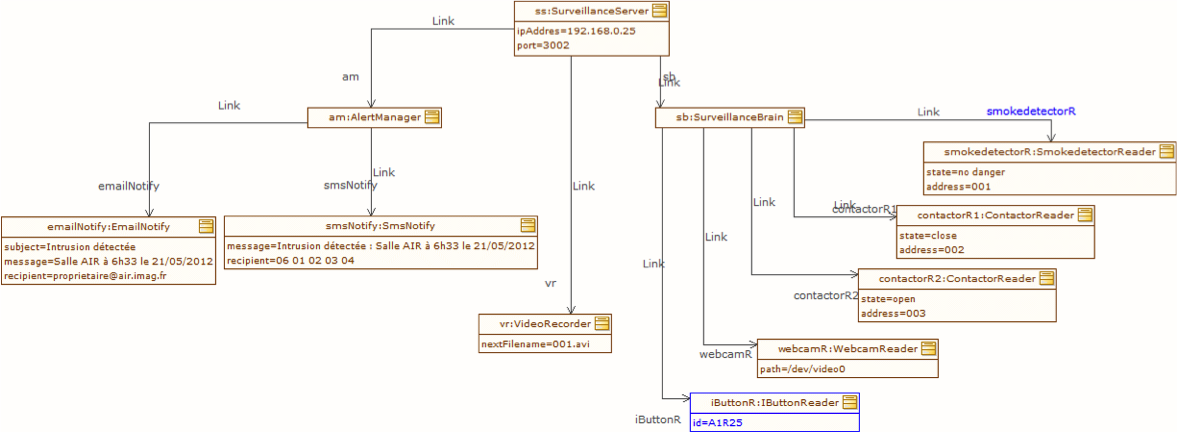 ss:SurveillanceServer
ipAddres=192.168.0.25
port=3002
Link
am
sb
Link
Link
am:AlertManager
sb:SurveillanceBrain
Link
smokedetectorR
smokedetectorR:SmokedetectorReader
state=no danger
address=001
Link
smsNotify
emailNotify
Link
emailNotify:EmailNotify
subject=Intrusion détectée
message=Salle AIR à 6h33 le 21/05/2012
recipient=proprietaire@air.imag.fr
smsNotify:SmsNotify
message=Intrusion détectée : Salle AIR à 6h33 le 21/05/2012
recipient=06 01 02 03 04
Link
Link
contactorR1
contactorR1:ContactorReader
state=close
address=002
Link
Link
contactorR2
contactorR2:ContactorReader
state=open
address=003
vr
vr:VideoRecorder
nextFilename=001.avi
webcamR
webcamR:WebcamReader
path=/dev/video0
iButtonR
iButtonR:IButtonReader
id=A1R25